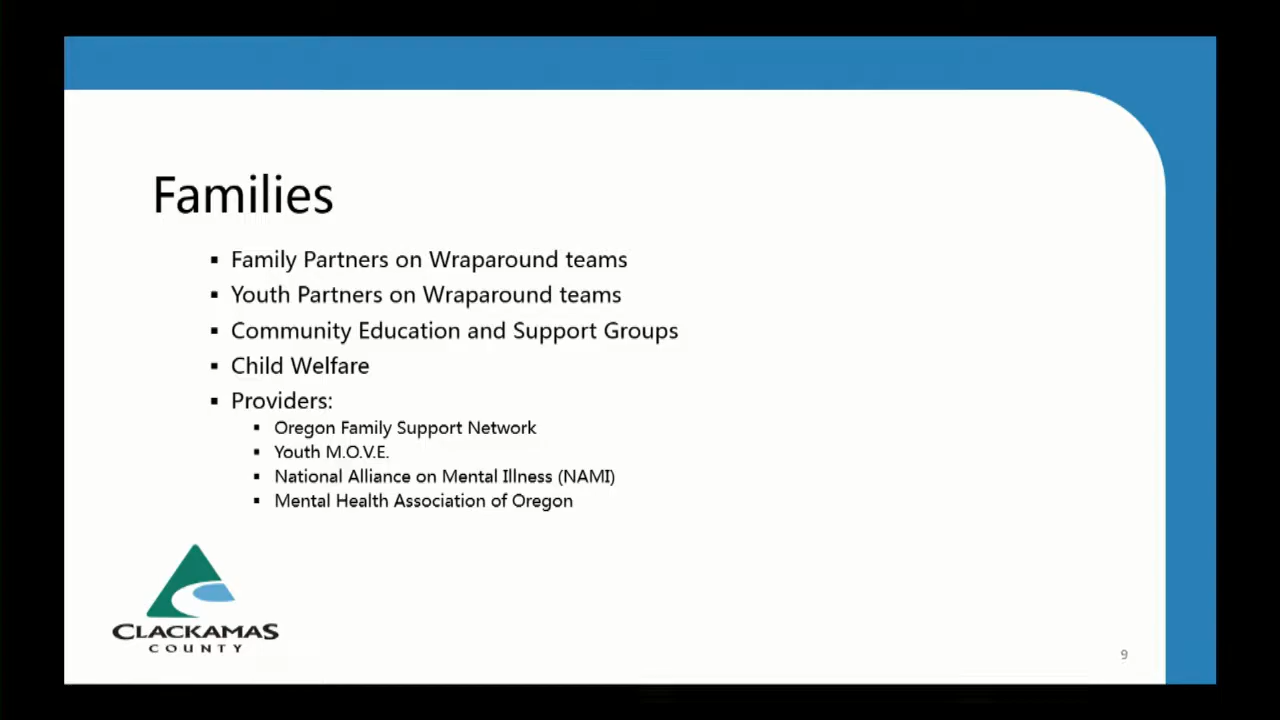 Families
▪ Family Partners on Wraparound teams
▪ Youth Partners on Wraparound teams
▪ Community Education and Support Groups
▪ Child Welfare
▪ Providers:
▪ Oregon Family Support Network
▪ Youth M.O.V.E.
▪ National Alliance on Mental Illness (NAMI)
▪ Mental Health Association of Oregon
CLACKAMAS
COUNTY
9